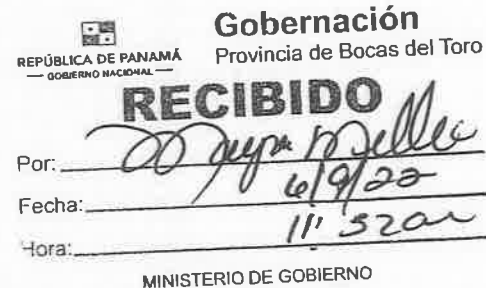 Gobernación
REPÚBLICA DE PANAMÁ
— GOBIERNO NACIONAL —
Provincia de Bocas del Toro
RECIBIDO
Por:
Fecha: 6/9/22
Hora: 11:52am
MINISTERIO DE GOBIERNO